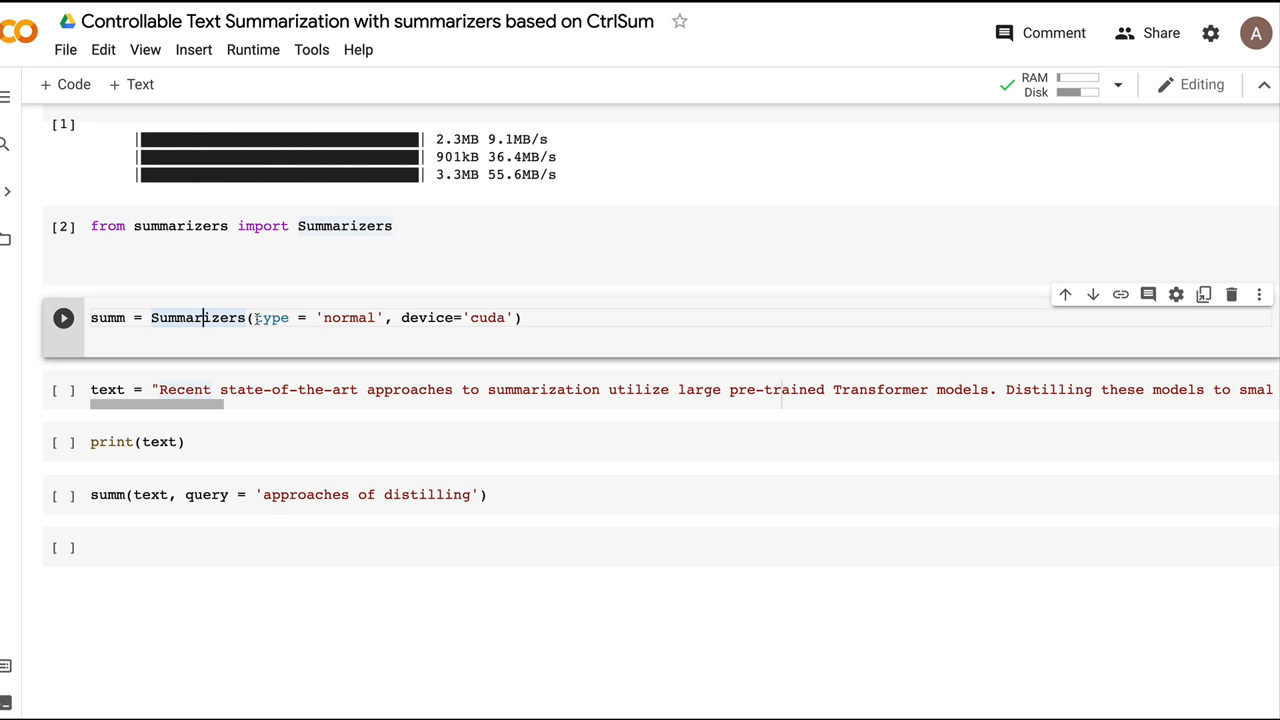 Controllable Text Summarization with summarizers based on CtrlSum
File Edit View Insert Runtime Tools Help
Comment Share A
+ Code + Text
RAM
Disk
Editing
[1]
2.3MB 9.1MB/s
901kB 36.4MB/s
3.3MB 55.6MB/s
[2] from summarizers import Summarizers
summ = Summarizers(type = 'normal', device='cuda')
[ ] text = "Recent state-of-the-art approaches to summarization utilize large pre-trained Transformer models. Distilling these models to smal
[ ] print(text)
[ ] summ(text, query = 'approaches of distilling')
[ ]